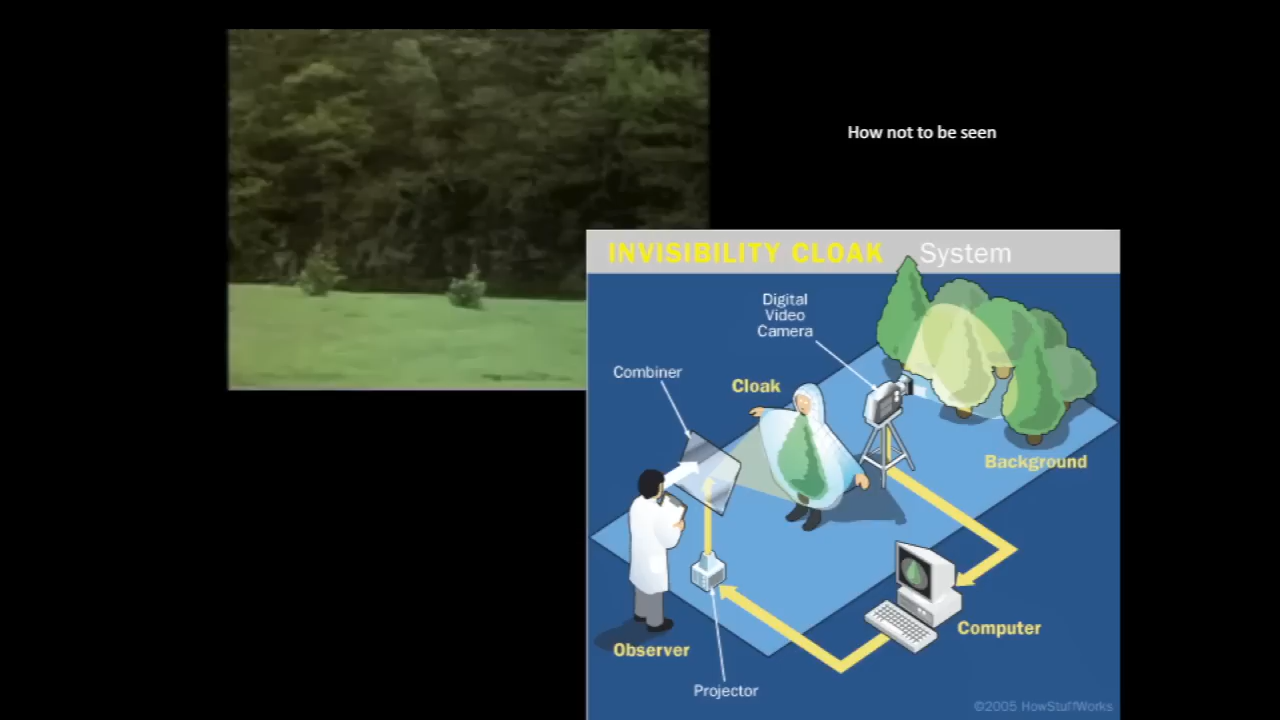 How not to be seen
INVISIBILITY CLOAK System
Digital
Video
Camera
Combiner
Cloak
Background
Computer
Observer
Projector
©2005 HowStuffWorks